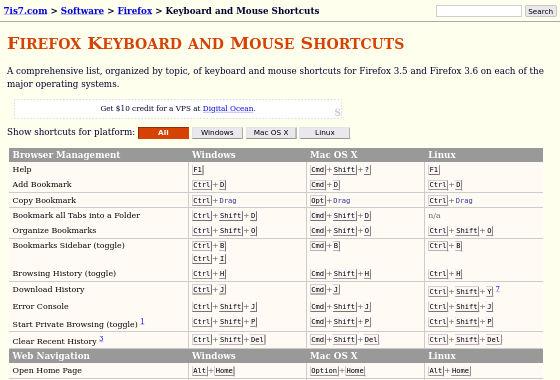 7is7.com > Software > Firefox > Keyboard and Mouse Shortcuts
Search
Firefox Keyboard and Mouse Shortcuts
A comprehensive list, organized by topic, of keyboard and mouse shortcuts for Firefox 3.5 and Firefox 3.6 on each of the
major operating systems.
Get $10 credit for a VPS at Digital Ocean.
S
Show shortcuts for platform: All Windows Mac OS X Linux
Browser Management Windows Mac OS X Linux
Help F1 Cmd+Shift+? F1
Add Bookmark Ctrl+D Cmd+D Ctrl+D
Copy Bookmark Ctrl+Drag Opt+Drag Ctrl+Drag
Bookmark all Tabs into a Folder Ctrl+Shift+D Cmd+Shift+D n/a
Organize Bookmarks Ctrl+Shift+O Cmd+Shift+O Ctrl+Shift+O
Bookmarks Sidebar (toggle) Ctrl+B Cmd+B Ctrl+B
Ctrl+I
Browsing History (toggle) Ctrl+H Cmd+Shift+H Ctrl+H
Download History Ctrl+J Cmd+J Ctrl+Shift+Y 7
Error Console Ctrl+Shift+J Cmd+Shift+J Ctrl+Shift+J
Start Private Browsing (toggle) 1 Ctrl+Shift+P Cmd+Shift+P Ctrl+Shift+P
Clear Recent History 3 Ctrl+Shift+Del Cmd+Shift+Del Ctrl+Shift+Del
Web Navigation Windows Mac OS X Linux
Open Home Page Alt+Home Option+Home Alt+Home